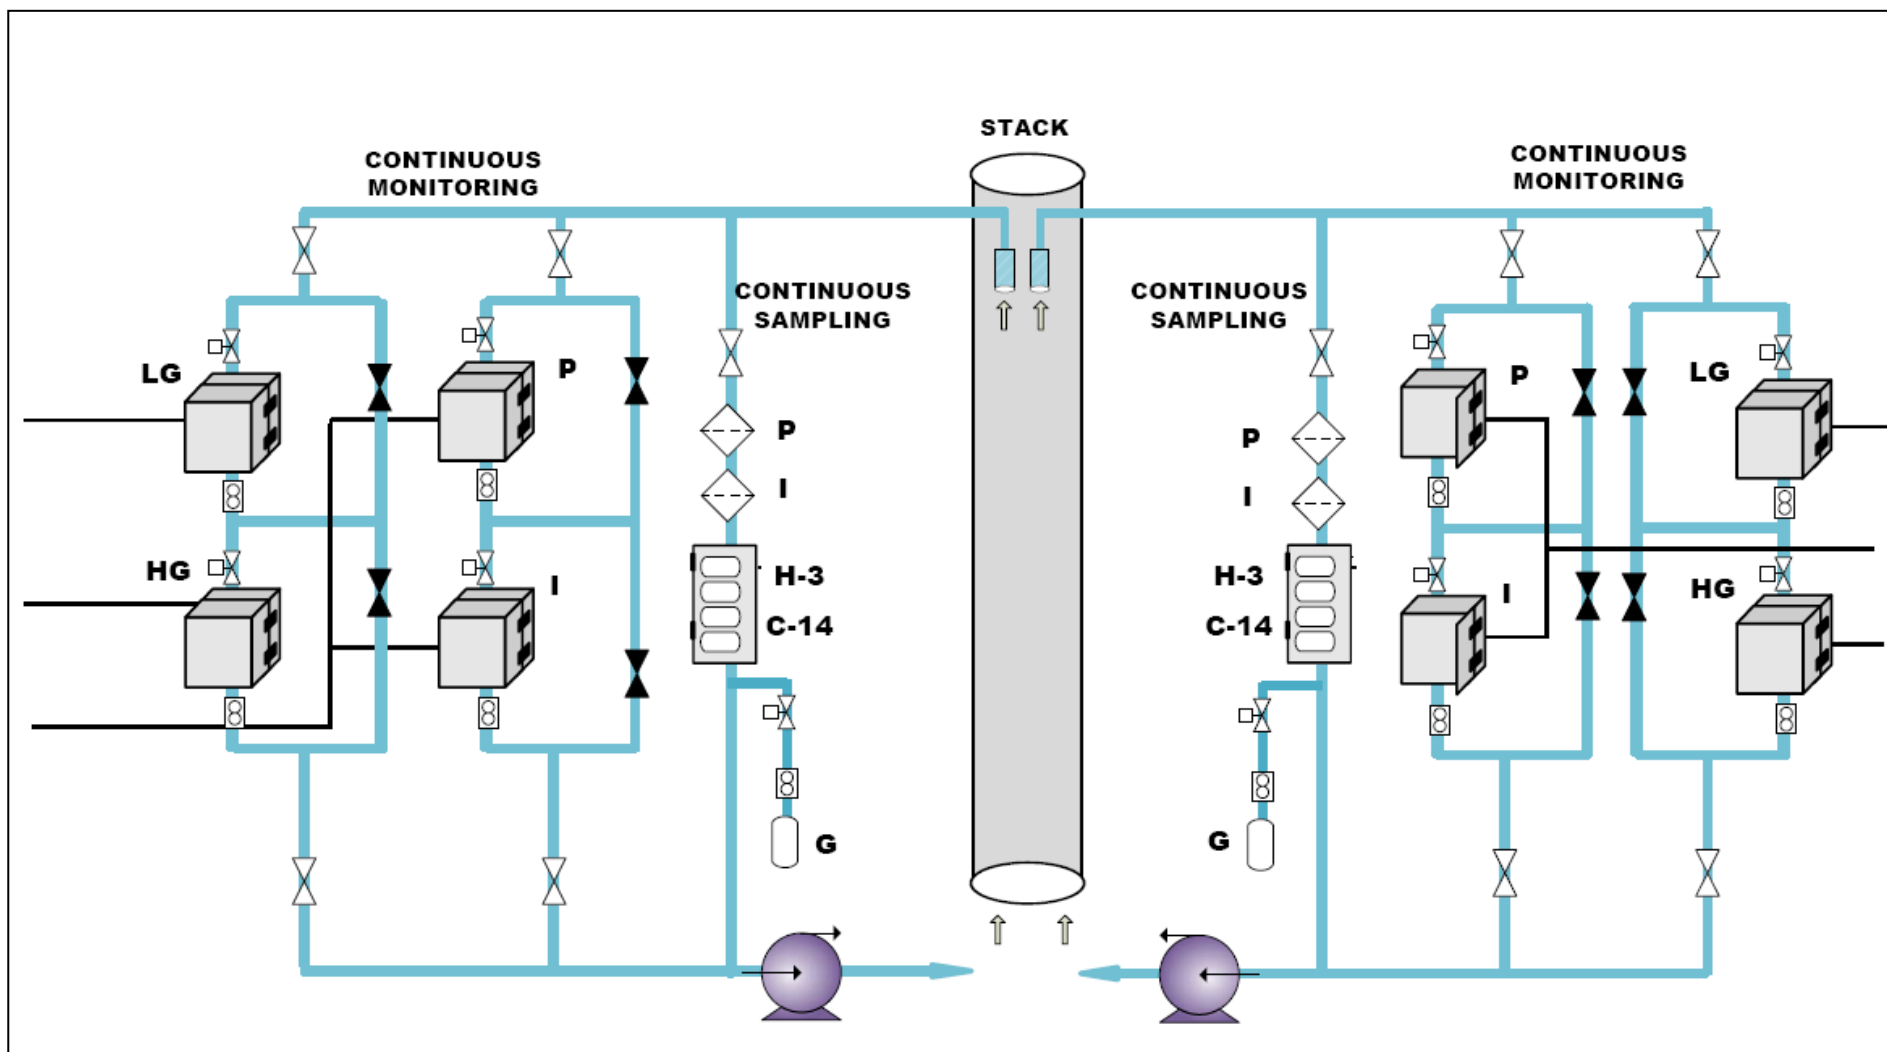 STACK
CONTINUOUS
MONITORING
CONTINUOUS
MONITORING
CONTINUOUS
SAMPLING
CONTINUOUS
SAMPLING
LG
P
P
LG
P
P
I
I
HG
I
H-3
C-14
H-3
C-14
I
HG
G
G